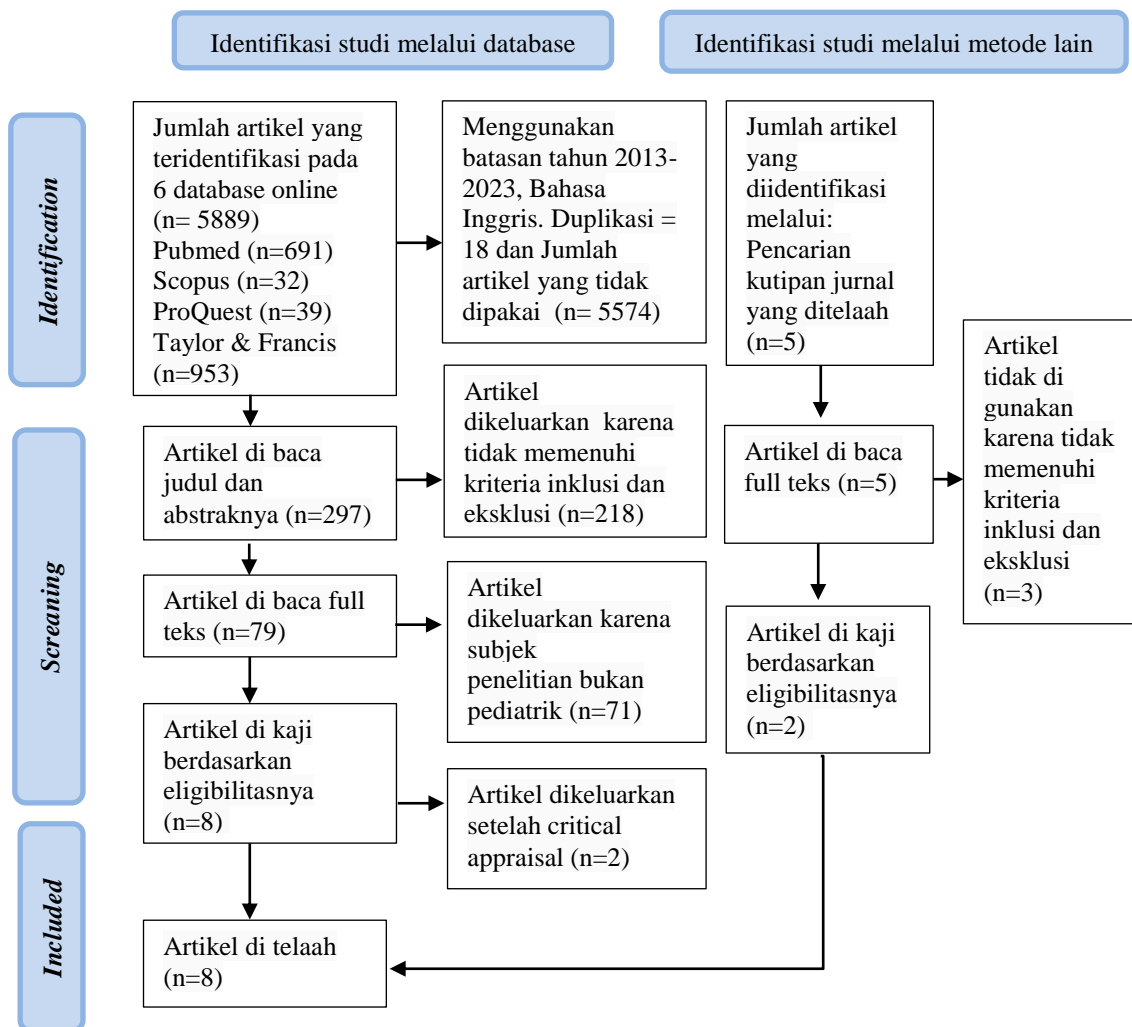 Identifikasi studi melalui database
Identifikasi studi melalui metode lain
Identification
Jumlah artikel yang
teridentifikasi pada
6 database online
(n= 5889)
Pubmed (n=691)
Scopus (n=32)
ProQuest (n=39)
Taylor & Francis
(n=953)
Menggunakan
batasan tahun 2013-
2023, Bahasa
Inggris. Duplikasi =
18 dan Jumlah
artikel yang tidak
dipakai (n= 5574)
Jumlah artikel
yang
diidentifikasi
melalui:
Pencarian
kutipan jurnal
yang ditelaah
(n=5)
Artikel
tidak di
gunakan
karena tidak
memenuhi
kriteria
inklusi dan
eksklusi
(n=3)
Screaning
Artikel di baca
judul dan
abstraknya (n=297)
Artikel
dikeluarkan karena
tidak memenuhi
kriteria inklusi dan
eksklusi (n=218)
Artikel di baca
full teks (n=5)
Artikel di baca full
teks (n=79)
Artikel
dikeluarkan karena
subjek
penelitian bukan
pediatrik (n=71)
Artikel di kaji
berdasarkan
eligibilitasnya
(n=2)
Artikel di kaji
berdasarkan
eligibilitasnya
(n=8)
Artikel dikeluarkan
setelah critical
appraisal (n=2)
Included
Artikel di telaah
(n=8)